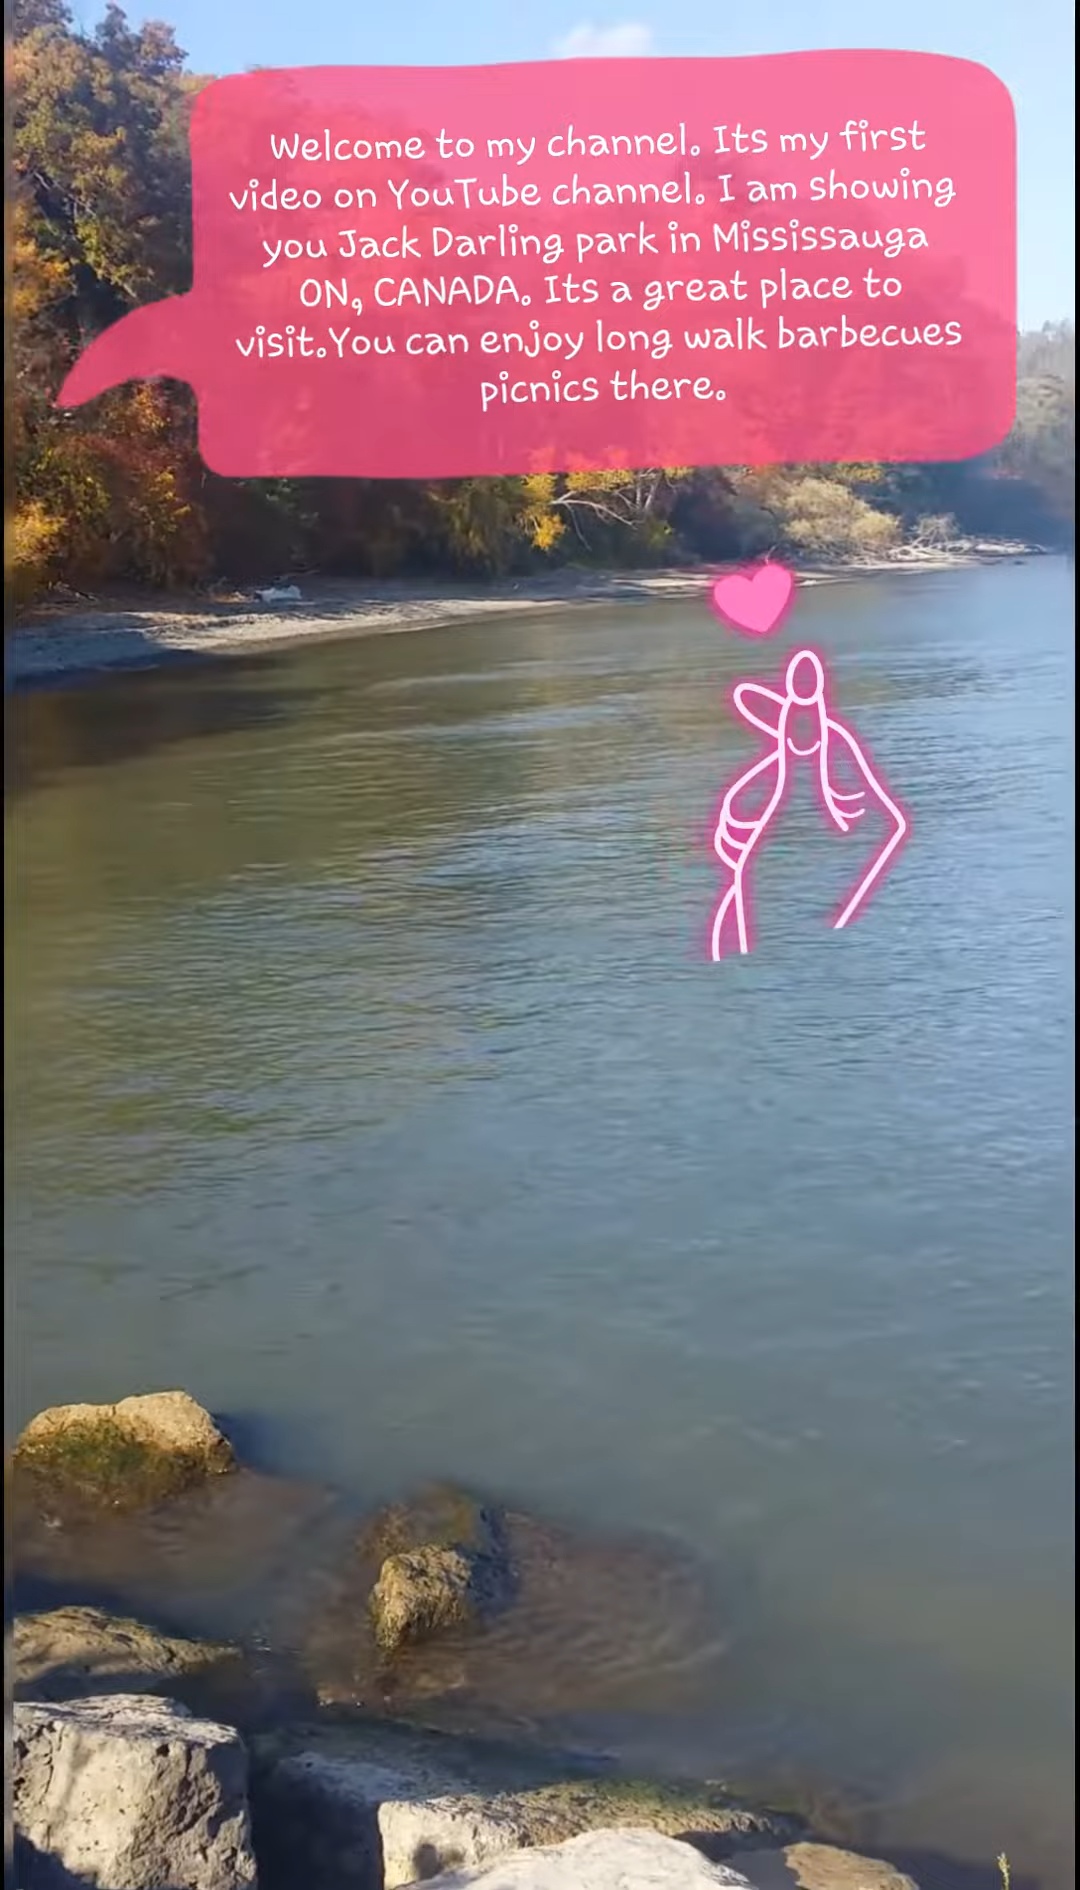 Welcome to my channel. Its my first
video on YouTube channel. I am showing
you Jack Darling park in Mississauga
ON, CANADA. Its a great place to
visit.You can enjoy long walk barbecues
picnics there.